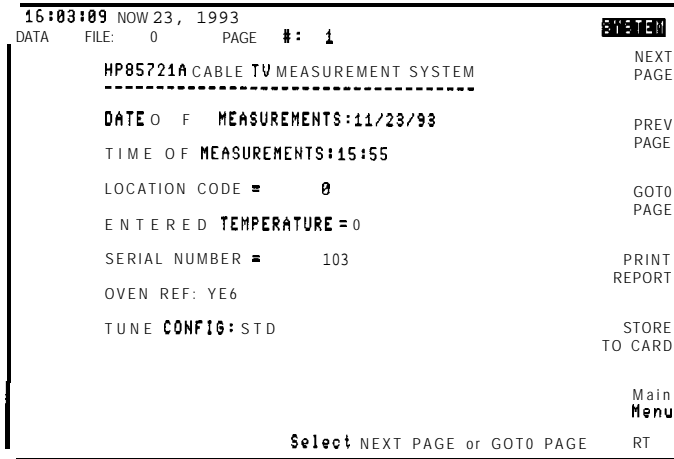 16:03:09 NOW 23, 1993
DATA FILE: 0 PAGE #: 1
SYSTEM
HP85721A CABLE TV MEASUREMENT SYSTEM
-------------------------------------
DATE O F MEASUREMENTS:11/23/93
TIME OF MEASUREMENTS:15:55
LOCATION CODE = 0
ENTERED TEMPERATURE = 0
SERIAL NUMBER = 103
OVEN REF: YE6
TUNE CONFIG: STD
Select NEXT PAGE or GOT0 PAGE
NEXT
PAGE
PREV
PAGE
GOT0
PAGE
PRINT
REPORT
STORE
TO CARD
Main
Menu
RT